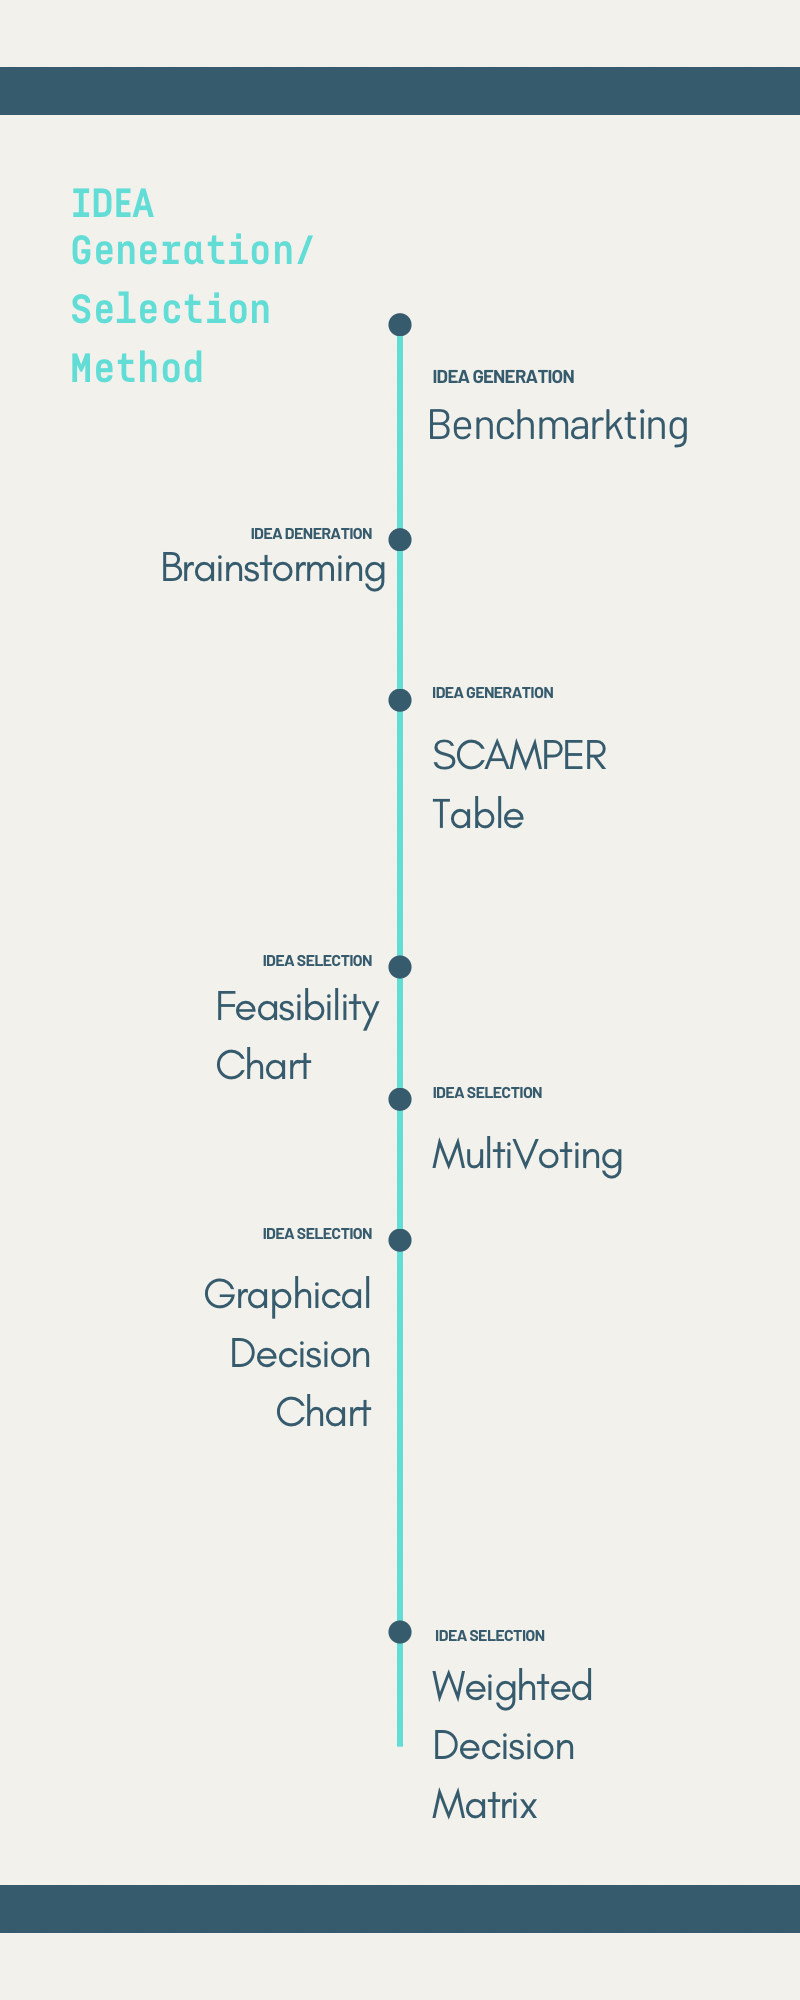 IDEA
Generation/
Selection
Method
IDEA GENERATION
Benchmarkting
IDEA DENERATION
Brainstorming
IDEA GENERATION
SCAMPER
Table
IDEA SELECTION
Feasibility
Chart
IDEA SELECTION
MultiVoting
IDEA SELECTION
Graphical
Decision
Chart
IDEA SELECTION
Weighted
Decision
Matrix